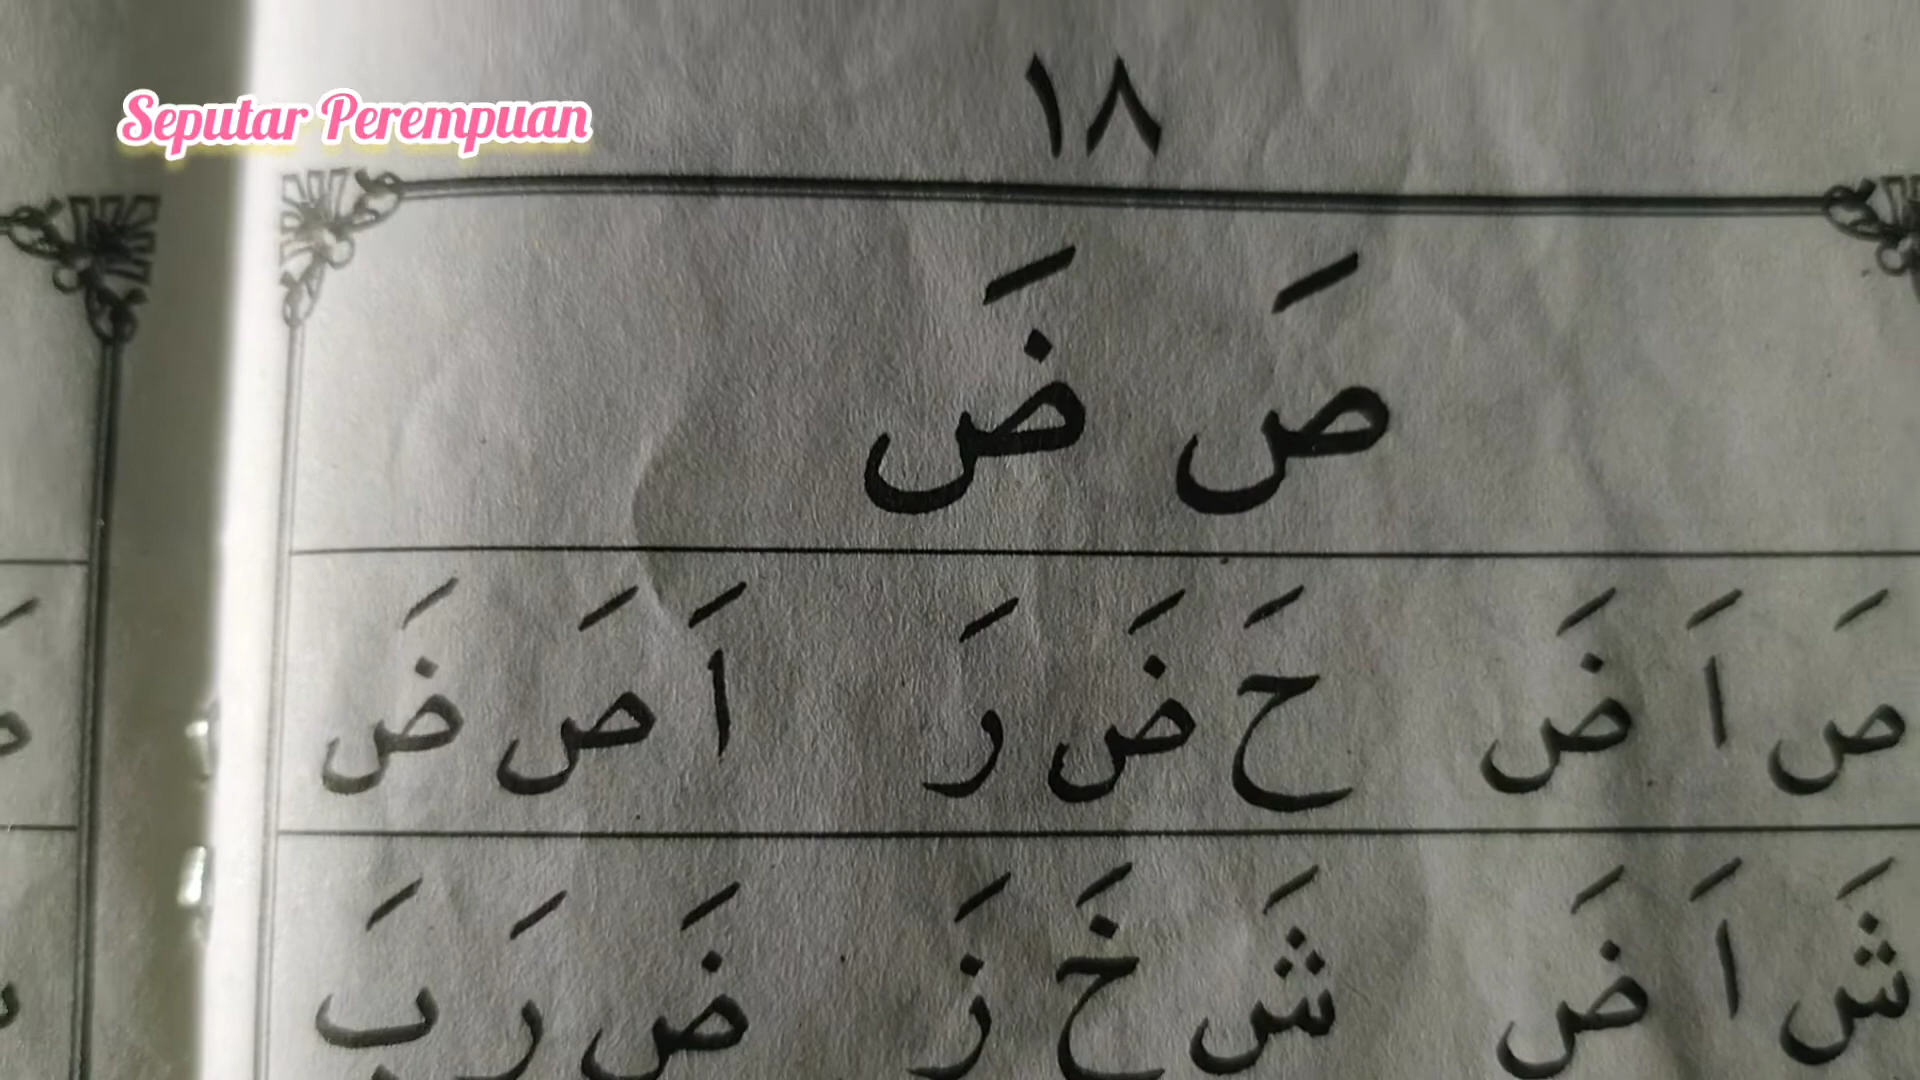 ١٨
Seputar Perempuan
صَ ضَ
صَ اَ ضَ حَ ضَ رَ اَ صَ ضَ
شَ اَ ضَ شَ خَ زَ ضَ رَ بَ